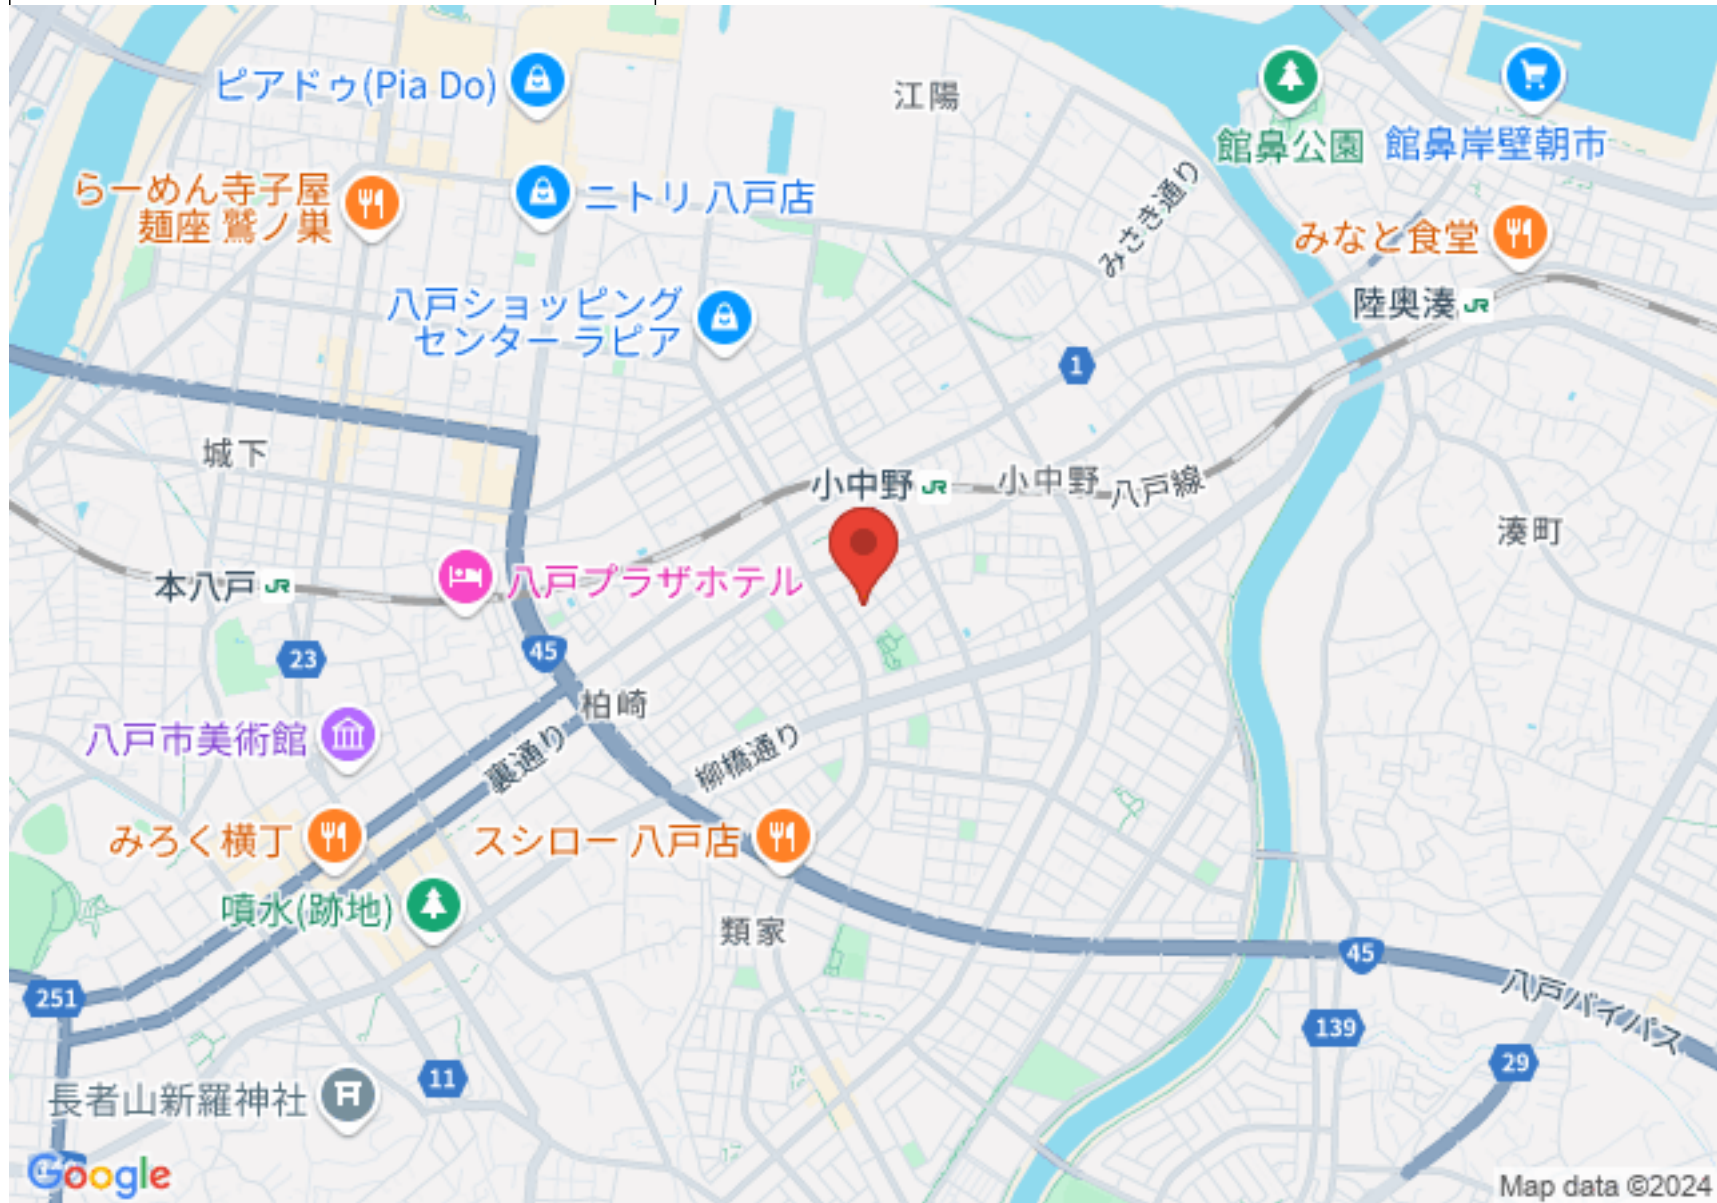 ピアドゥ(Pia Do)
江陽
館鼻公園
館鼻岸壁朝市
らーめん寺子屋
麺座 鷲ノ巣
ニトリ 八戸店
みさき通り
みなと食堂
八戸ショッピング
センター ラピア
陸奥湊 JR
1
城下
小中野 JR
小中野
八戸線
湊町
本八戸 JR
八戸プラザホテル
23
45
柏崎
八戸市美術館
裏通り
柳橋通り
みろく横丁
スシロー 八戸店
噴水(跡地)
類家
45
251
八戸バイパス
139
29
11
長者山新羅神社
Google
Map data ©2024